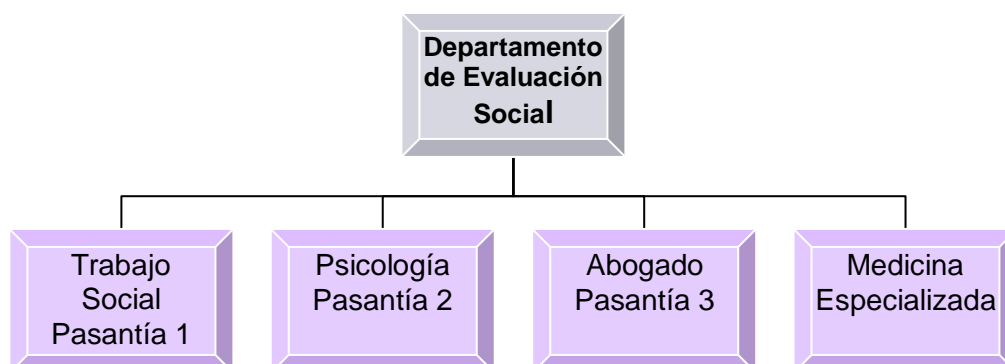 Departamento
de Evaluación
Social
Trabajo
Social
Pasantía 1
Psicología
Pasantía 2
Abogado
Pasantía 3
Medicina
Especializada